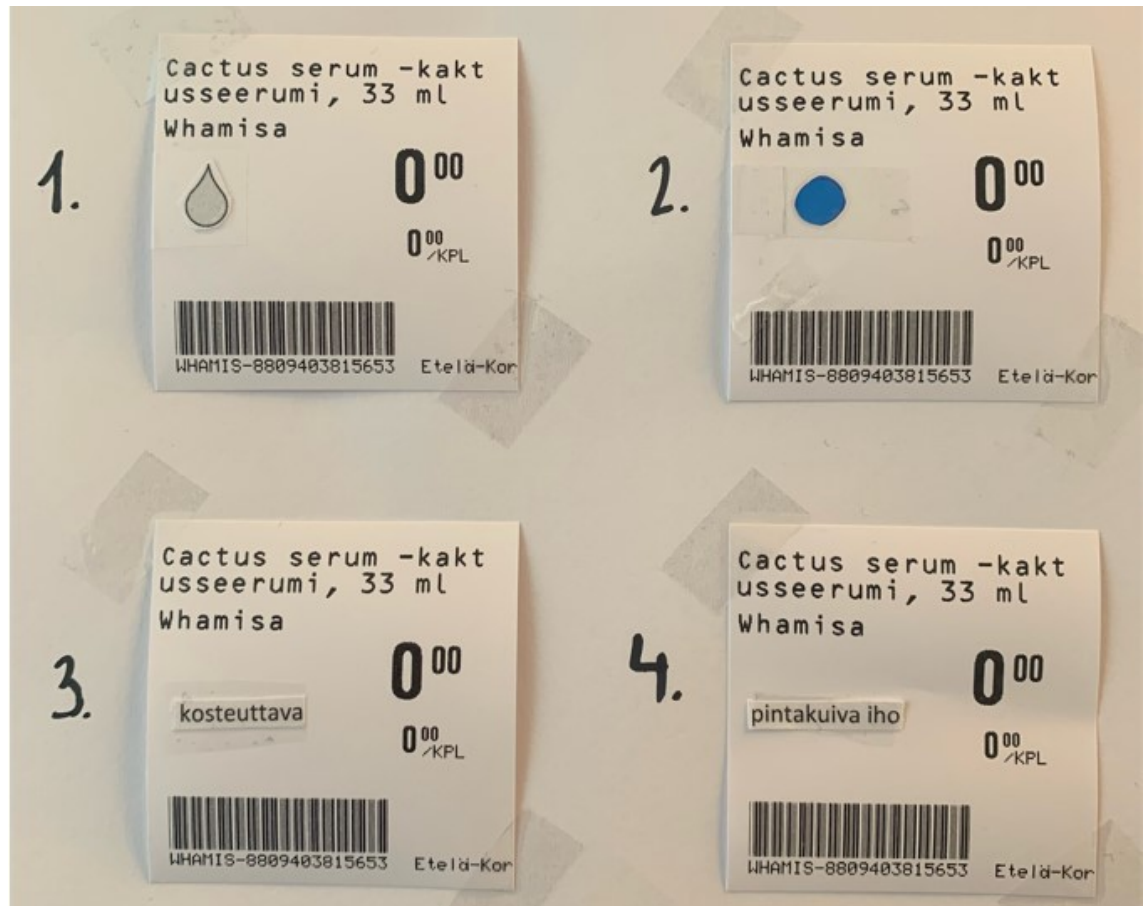 1.
Cactus serum -kakt
usseerumi, 33 ml
Whamisa
0 00
0 00 /KPL
WHAMIS-8809403815653 Etelä-Kor
2.
Cactus serum -kakt
usseerumi, 33 ml
Whamisa
0 00
0 00 /KPL
WHAMIS-8809403815653 Etelä-Kor
3.
Cactus serum -kakt
usseerumi, 33 ml
Whamisa
0 00
kosteuttava
0 00 /KPL
WHAMIS-8809403815653 Etelä-Kor
4.
Cactus serum -kakt
usseerumi, 33 ml
Whamisa
0 00
pintakuiva iho
0 00 /KPL
WHAMIS-8809403815653 Etelä-Kor